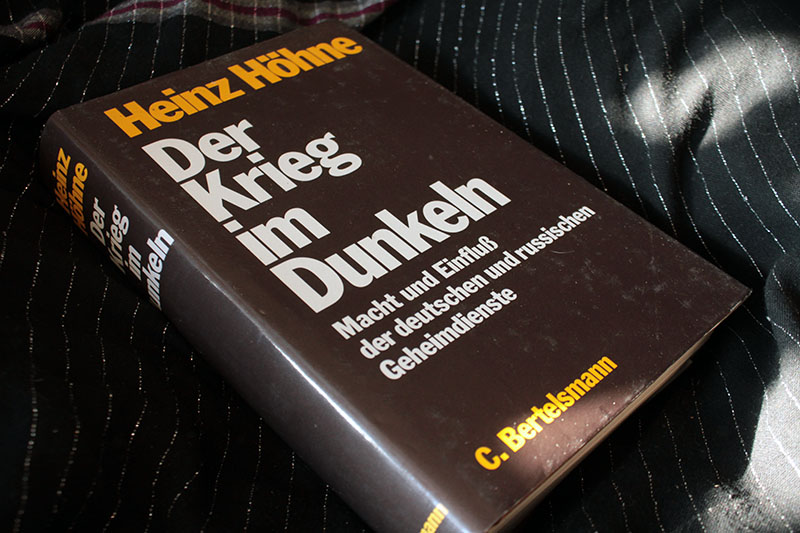 Heinz Höhne
Der
Krieg
im
Dunkeln
Macht und Einfluß
der deutschen und russischen
Geheimdienste
C. Bertelsmann
Heinz
Höhne
Der
Krieg
im
Dunkeln